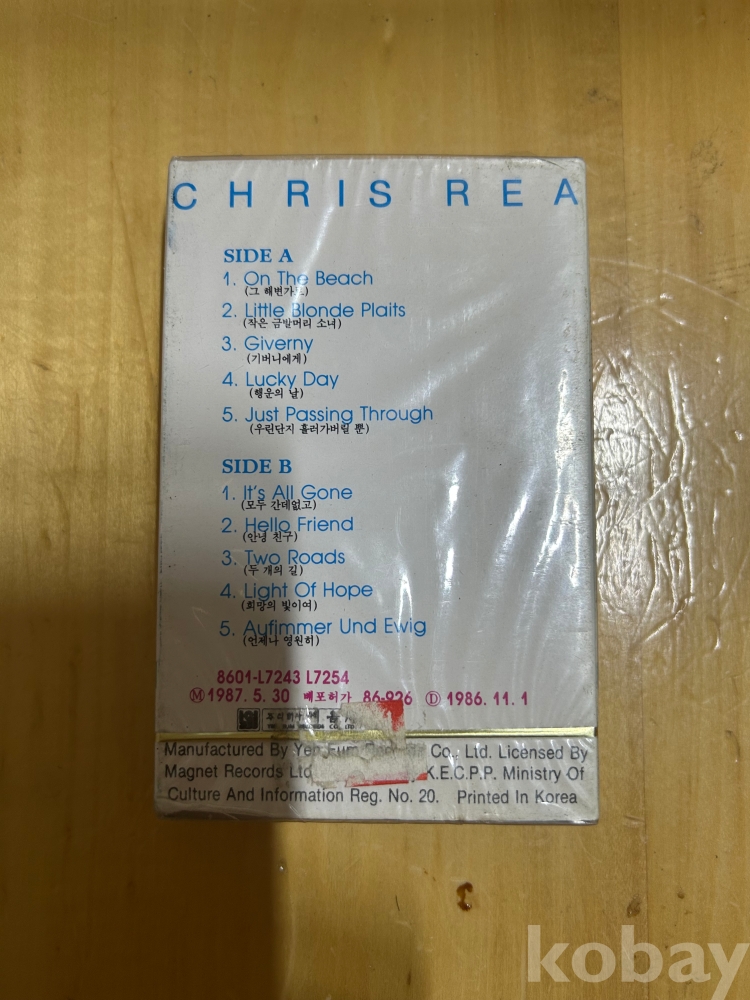 CHRIS REA
SIDE A
1. On The Beach
(그 해변가로)
2. Little Blonde Plaits
(작은 금발머리 소녀)
3. Giverny
(기버니에게)
4. Lucky Day
(행운의 날)
5. Just Passing Through
(우린단지 흘러가버릴 뿐)
SIDE B
1. It's All Gone
(모두 간데없고)
2. Hello Friend
(안녕 친구)
3. Two Roads
(두 개의 길)
4. Light Of Hope
(희망의 빛이여)
5. Aufimmer Und Ewig
(언제나 영원히)
8601-L7243 L7254
Ⓜ1987. 5. 30 배포허가 86-926 Ⓓ 1986. 11. 1
Manufactured By Yeh Eum Co., Ltd. Licensed By
Magnet Records Ltd K.E.C.P.P. Ministry Of
Culture And Information Reg. No. 20. Printed In Korea
kobay